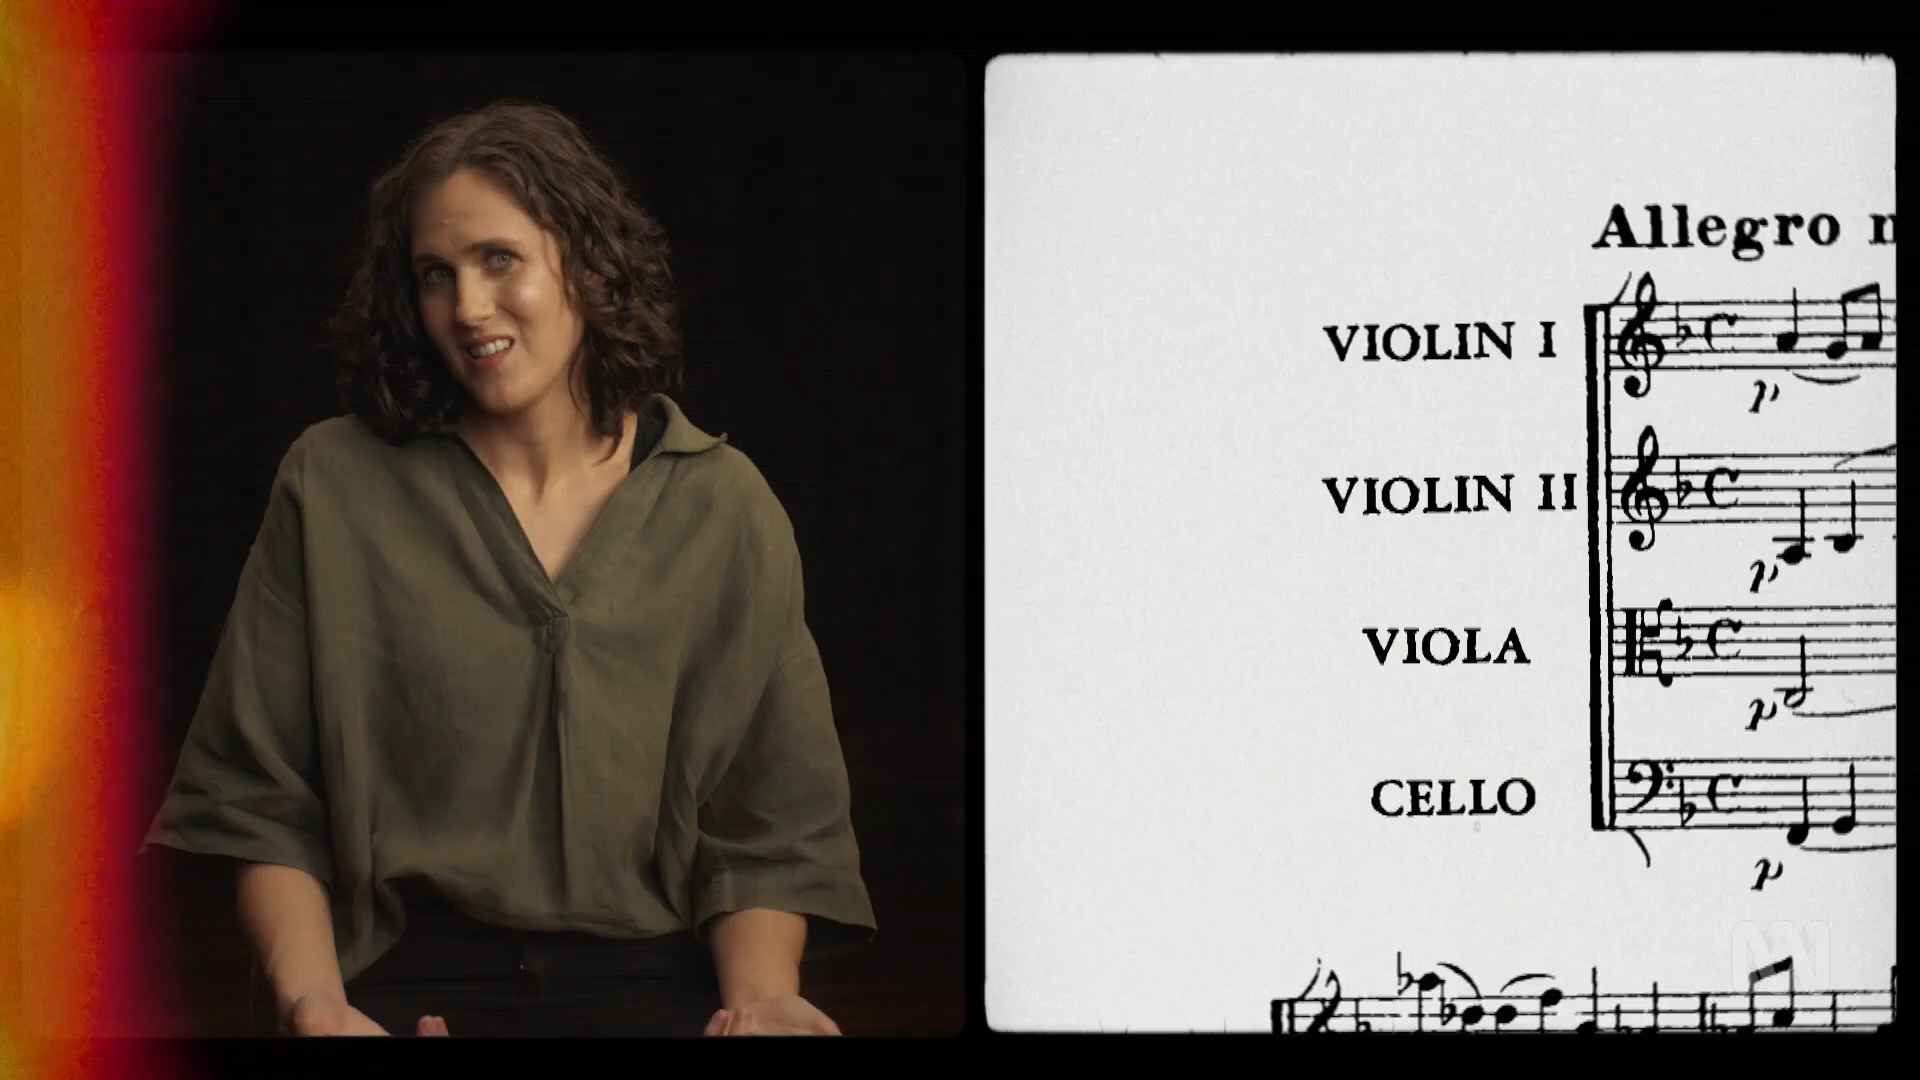 Allegro
VIOLIN I
p
VIOLIN II
p
VIOLA
p
CELLO
p